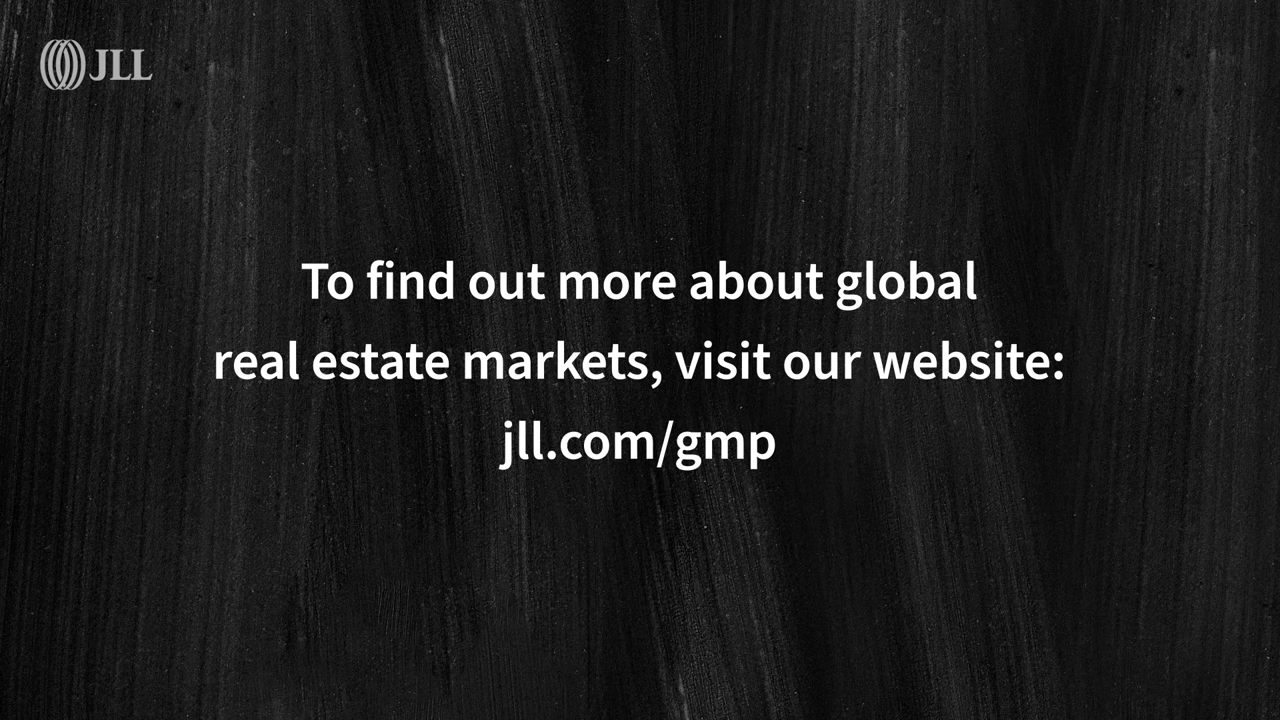 JLL
To find out more about global
real estate markets, visit our website:
jll.com/gmp